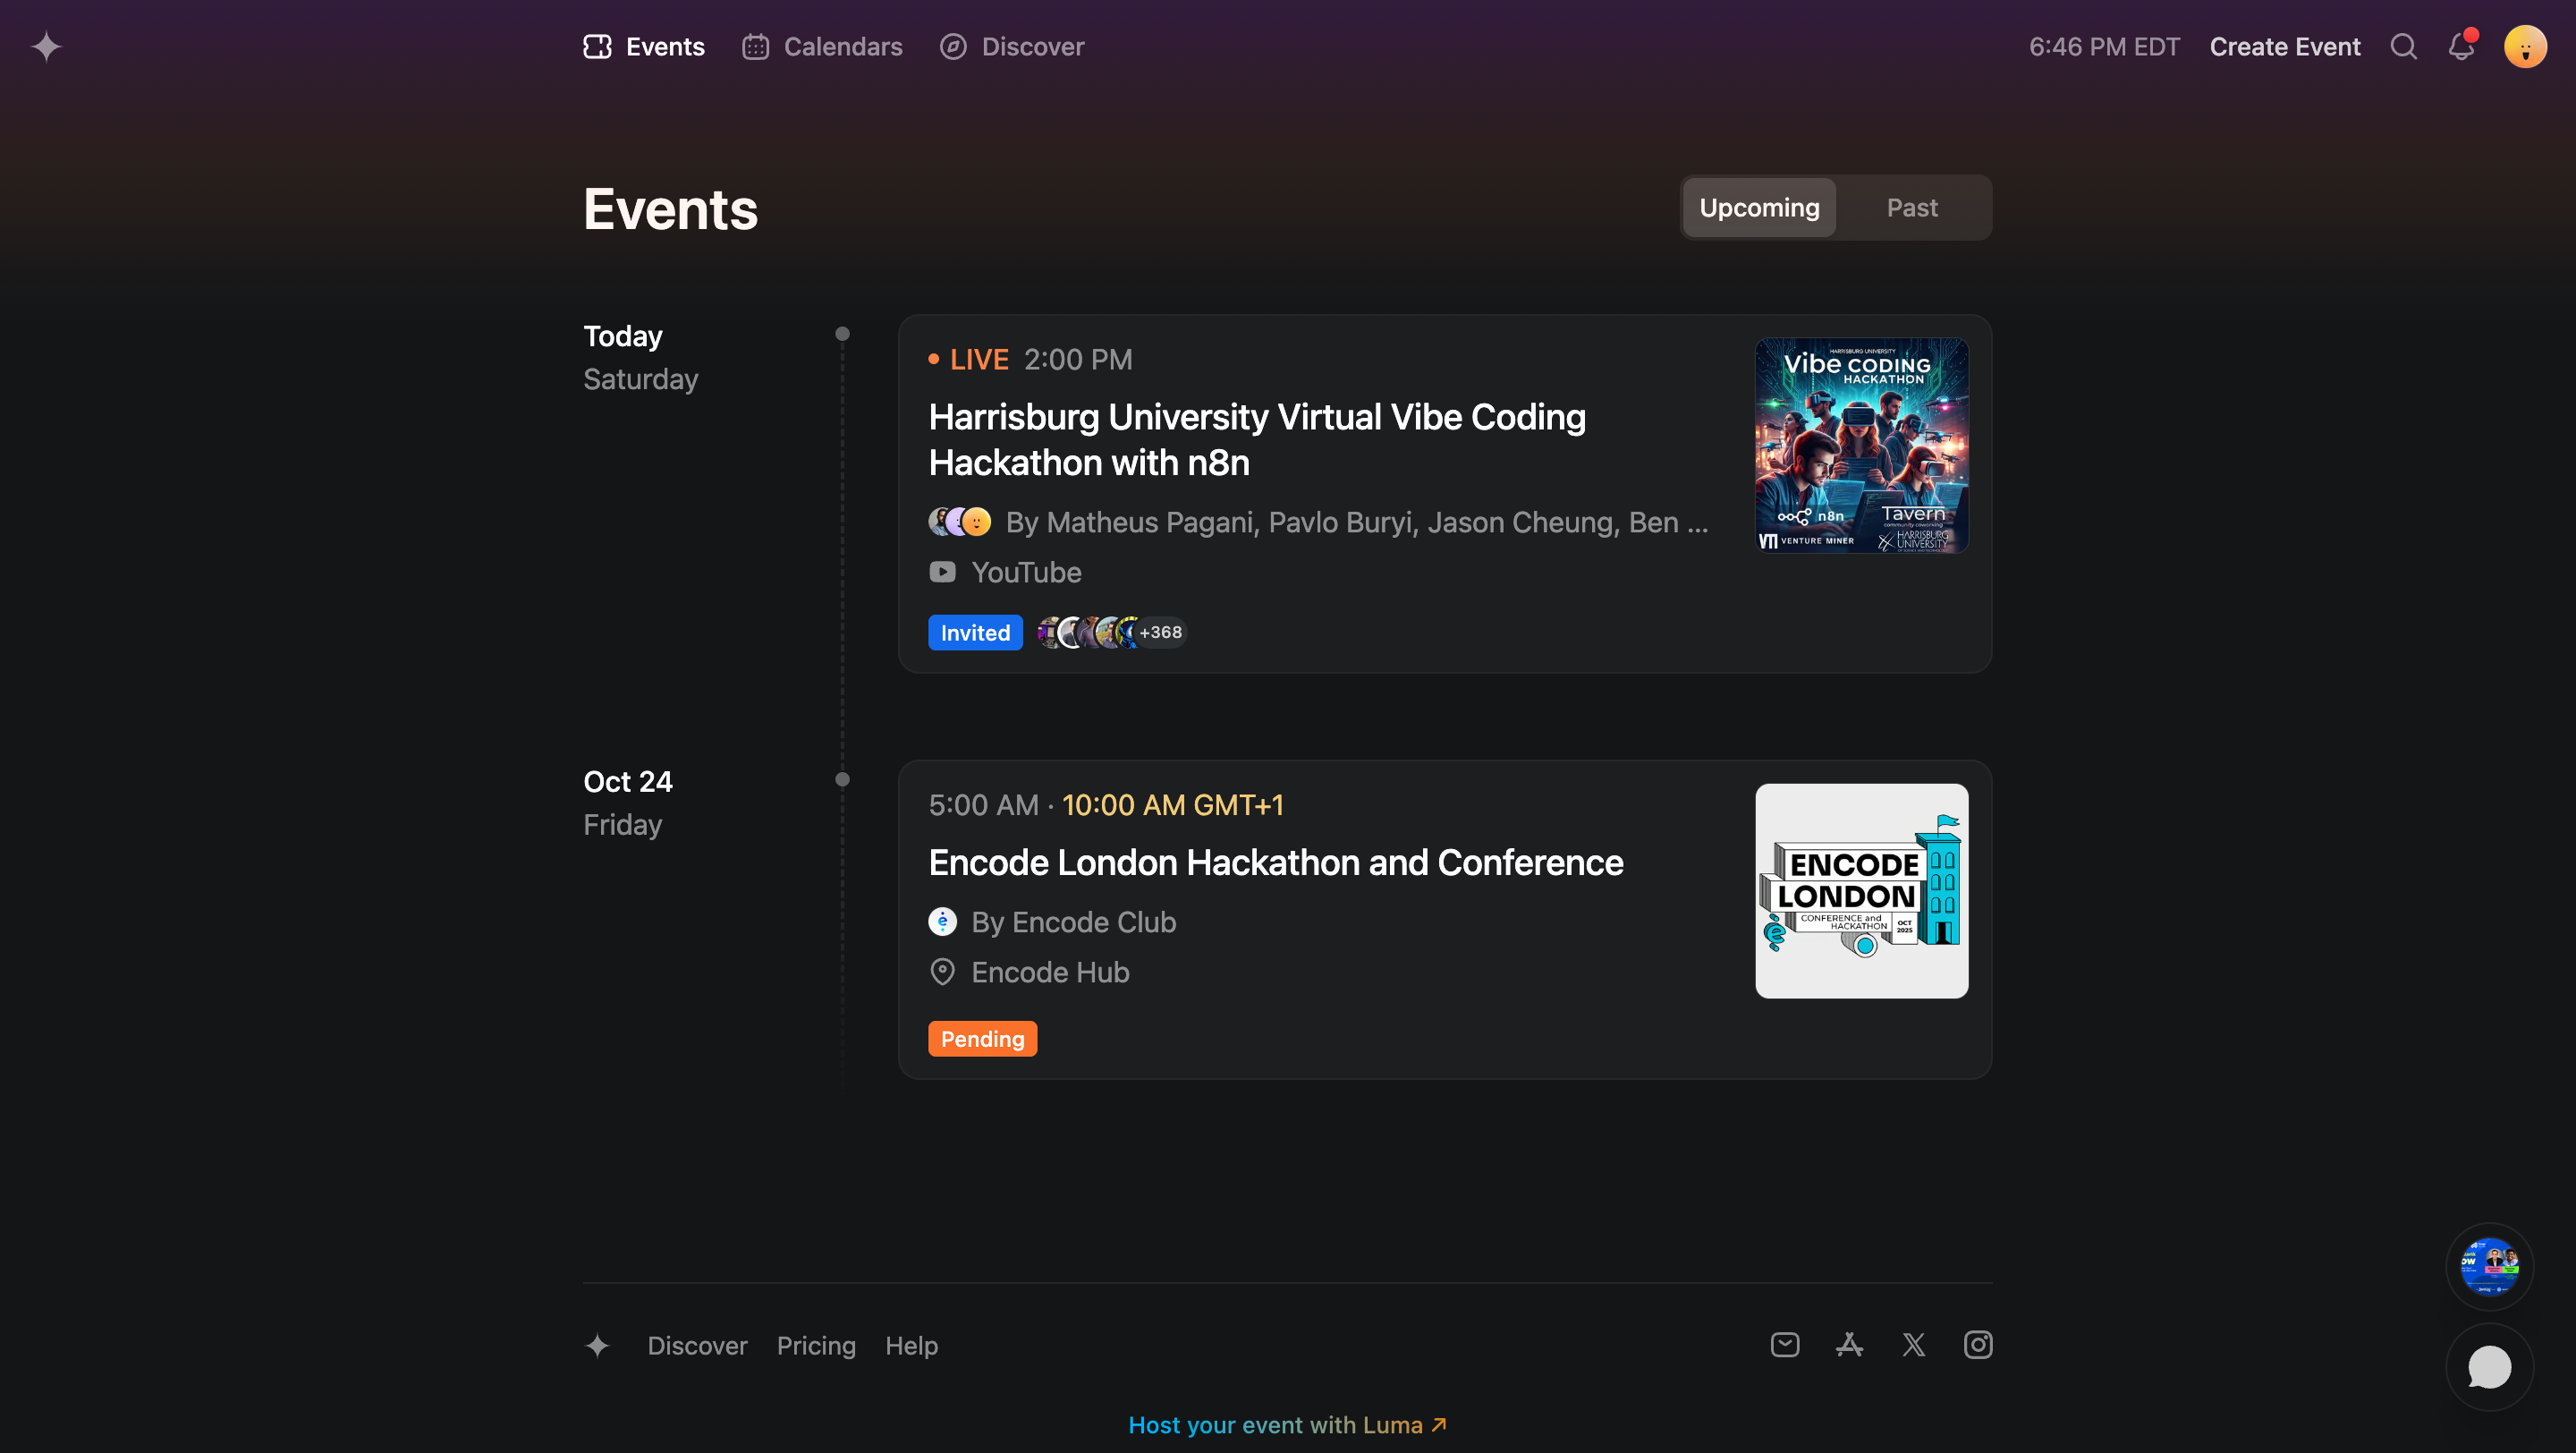 Events
Calendars
Discover
6:46 PM EDT
Create Event
Events
Upcoming
Past
Today
Saturday
LIVE 2:00 PM
Harrisburg University Virtual Vibe Coding
Hackathon with n8n
By Matheus Pagani, Pavlo Buryi, Jason Cheung, Ben ...
YouTube
Invited
+368
HARRISBURG UNIVERSITY
Vibe CODING
HACKATHON
n8n
Tavern
community coworking
VM VENTURE MINER
HARRISBURG
UNIVERSITY
Oct 24
Friday
5:00 AM · 10:00 AM GMT+1
Encode London Hackathon and Conference
By Encode Club
Encode Hub
Pending
ENCODE
LONDON
CONFERENCE and
HACKATHON
OCT
2025
Discover
Pricing
Help
Host your event with Luma ↗